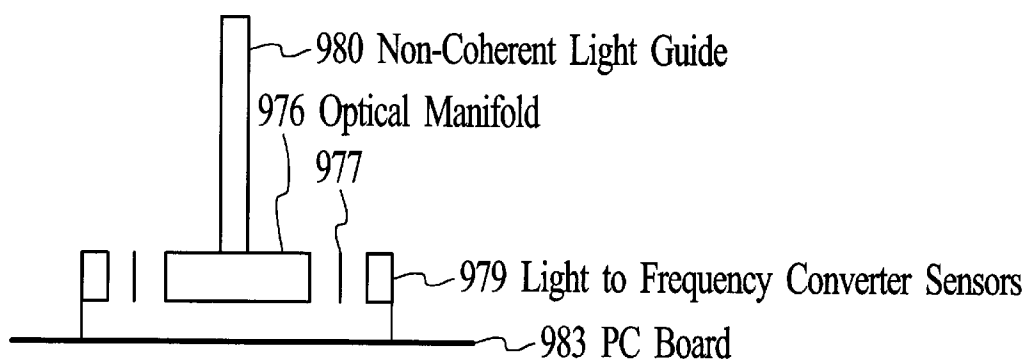 980 Non-Coherent Light Guide
976 Optical Manifold
977
979 Light to Frequency Converter Sensors
983 PC Board